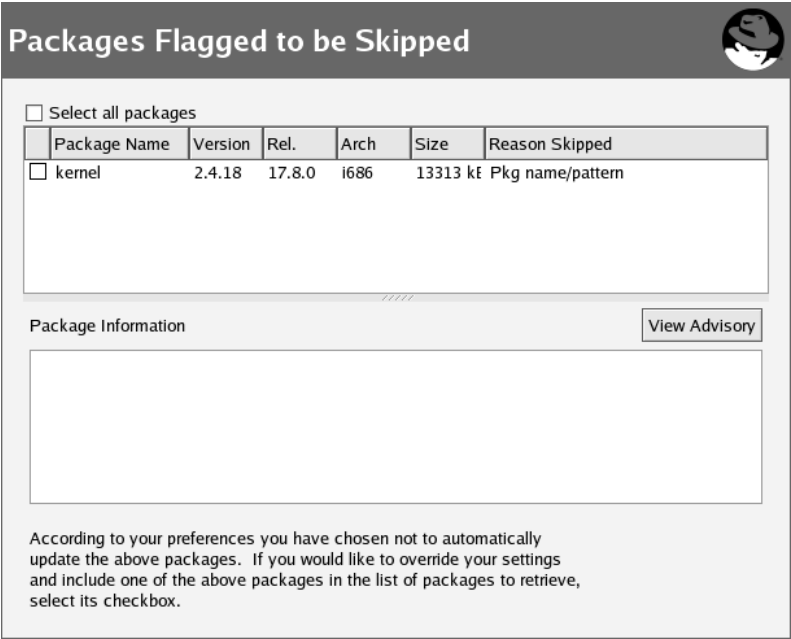 Packages Flagged to be Skipped
Select all packages
Package Name Version Rel. Arch Size Reason Skipped
kernel 2.4.18 17.8.0 i686 13313 kE Pkg name/pattern
Package Information
View Advisory
According to your preferences you have chosen not to automatically
update the above packages. If you would like to override your settings
and include one of the above packages in the list of packages to retrieve,
select its checkbox.